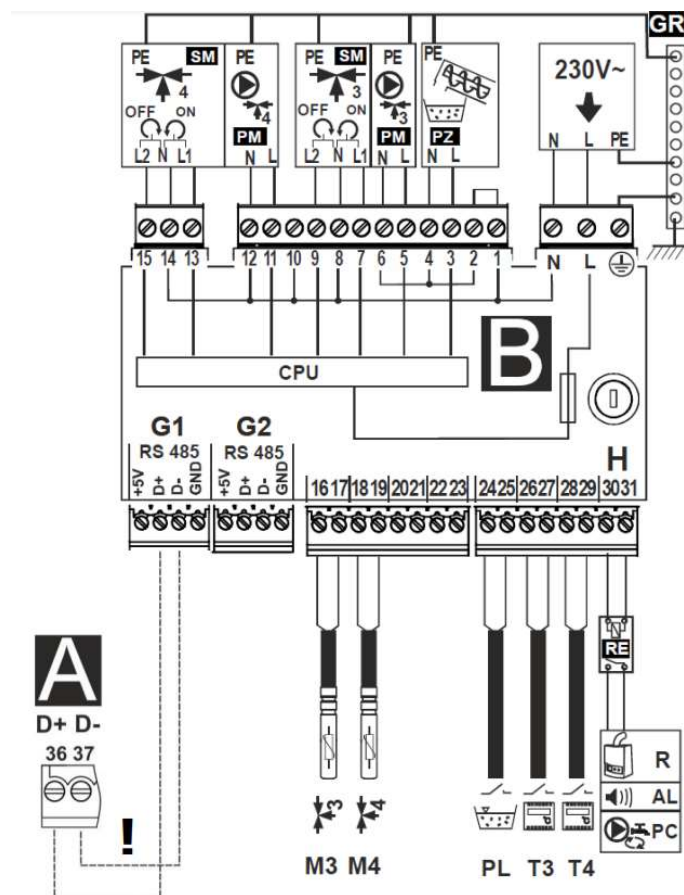 GR
PE SM PE PE SM PE PE
4 4 3 3
230V~
OFF ON OFF ON
PM PM PZ
L2 N L1 N L L2 N L1 N L N L N L PE
15 14 13 12 11 10 9 8 7 6 5 4 3 2 1 N L
B
CPU
G1 G2
RS 485 RS 485
H
+5V D+ D- GND +5V D+ D- GND
16 17 18 19 20 21 22 23 24 25 26 27 28 29 30 31
A
RE
D+ D-
36 37
R
AL
PC
!
3 4
M3 M4 PL T3 T4